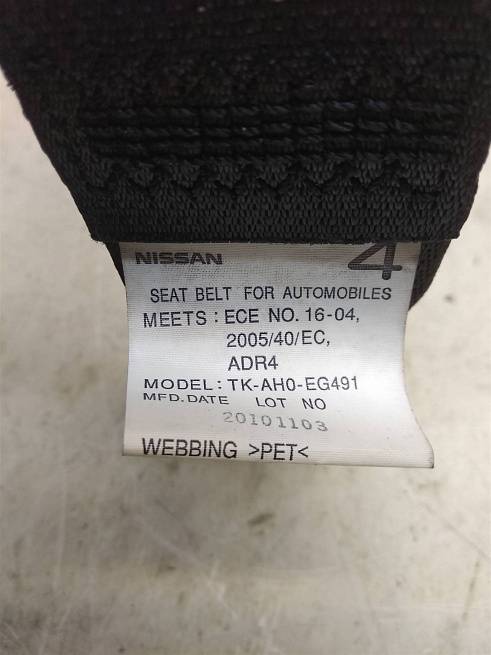 NISSAN 4
SEAT BELT FOR AUTOMOBILES
MEETS : ECE NO. 16-04,
2005/40/EC,
ADR4
MODEL: TK-AH0-EG491
MFD.DATE LOT NO
20101103
WEBBING >PET<